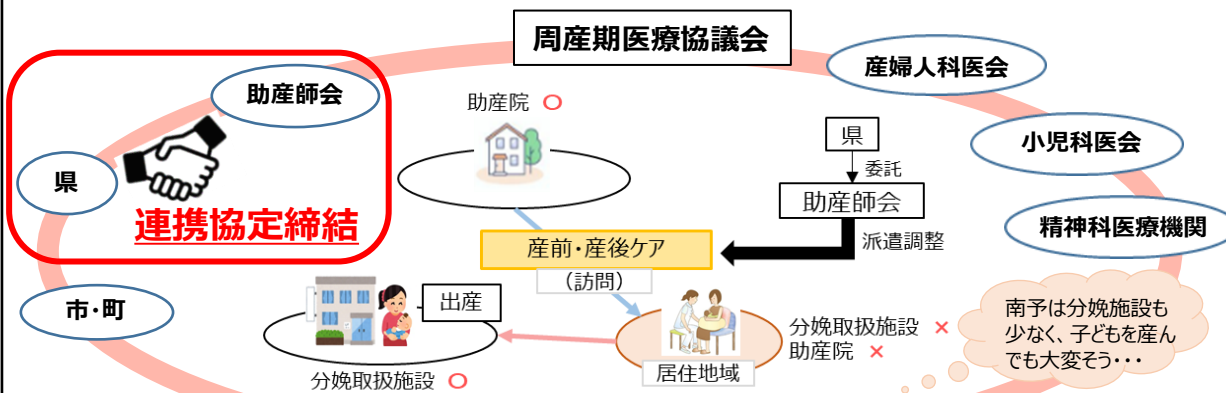 周産期医療協議会
産婦人科医会
助産師会
助産院 ○
県
小児科医会
委託
県
助産師会
連携協定締結
精神科医療機関
産前・産後ケア
派遣調整
(訪問)
市・町
出産
南予は分娩施設も
少なく、子どもを産ん
でも大変そう・・・
分娩取扱施設 ×
助産院 ×
居住地域
分娩取扱施設 ○